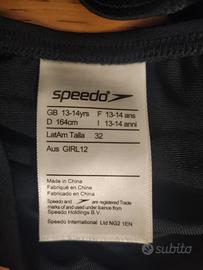 speedo
GB 13-14yrs F 13-14 ans
D 164cm I 13-14 anni
LatAm Talla 32
Aus GIRL12
Made in China
Fabriqué en Chine
Fabricado en China
Speedo and are registered Trade
marks of and used under licence from
Speedo Holdings B.V.
Speedo International Ltd NG2 1EN
subito